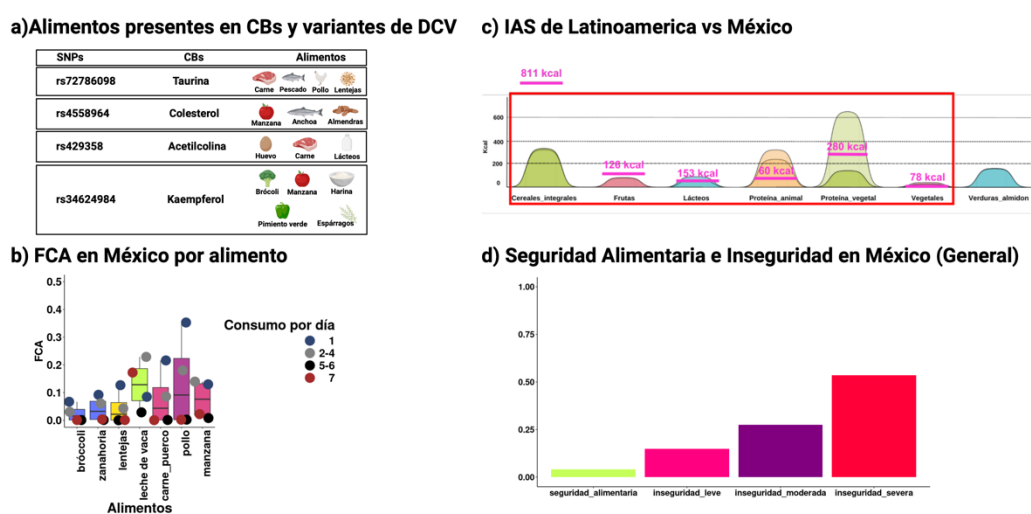 a)Alimentos presentes en CBs y variantes de DCV
SNPs CBs Alimentos
rs72786098 Taurina
Carne Pescado Pollo Lentejas
rs4558964 Colesterol
Manzana Anchoa Almendras
rs429358 Acetilcolina
Huevo Carne Lácteos
rs34624984 Kaempferol
Brócoli Manzana Harina
Pimiento verde Espárragos
c) IAS de Latinoamerica vs México
811 kcal
Kcal
600
400
200
0
126 kcal
153 kcal
60 kcal
280 kcal
78 kcal
Cereales_integrales Frutas Lácteos Proteína_animal Proteína_vegetal Vegetales Verduras_almidon
b) FCA en México por alimento
FCA
0.5
0.4
0.3
0.2
0.1
0.0
Consumo por día
1
2-4
5-6
7
bróccoli
zanahoria
lentejas
leche de vaca
carne_puerco
pollo
manzana
Alimentos
d) Seguridad Alimentaria e Inseguridad en México (General)
1.00
0.75
0.50
0.25
0.00
seguridad_alimentaria inseguridad_leve inseguridad_moderada inseguridad_severa